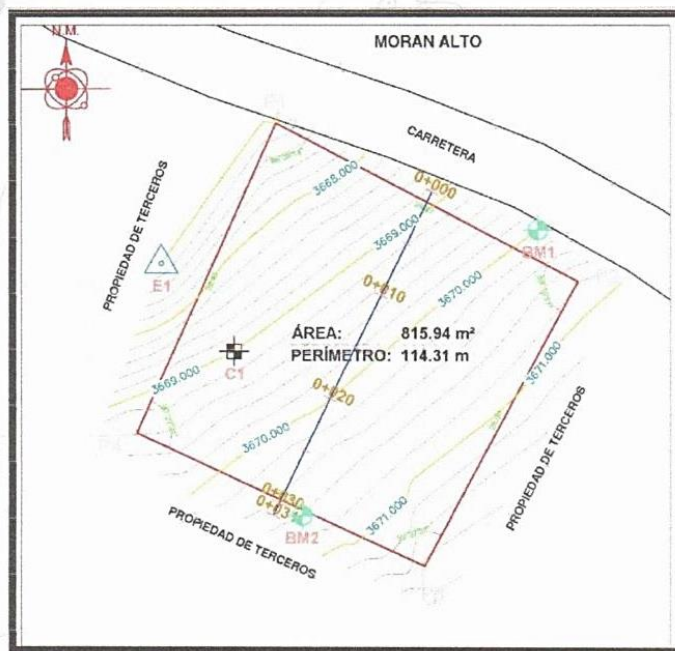 N.M.
MORAN ALTO
CARRETERA
PROPIEDAD DE TERCEROS
3668.000
0+000
3669.000
BM1
E1
0+010
3670.000
ÁREA: 815.94 m²
PERÍMETRO: 114.31 m
C1
3671.000
3669.000
0+020
3670.000
PROPIEDAD DE TERCEROS
0+030
3671.000
PROPIEDAD DE TERCEROS
BM2